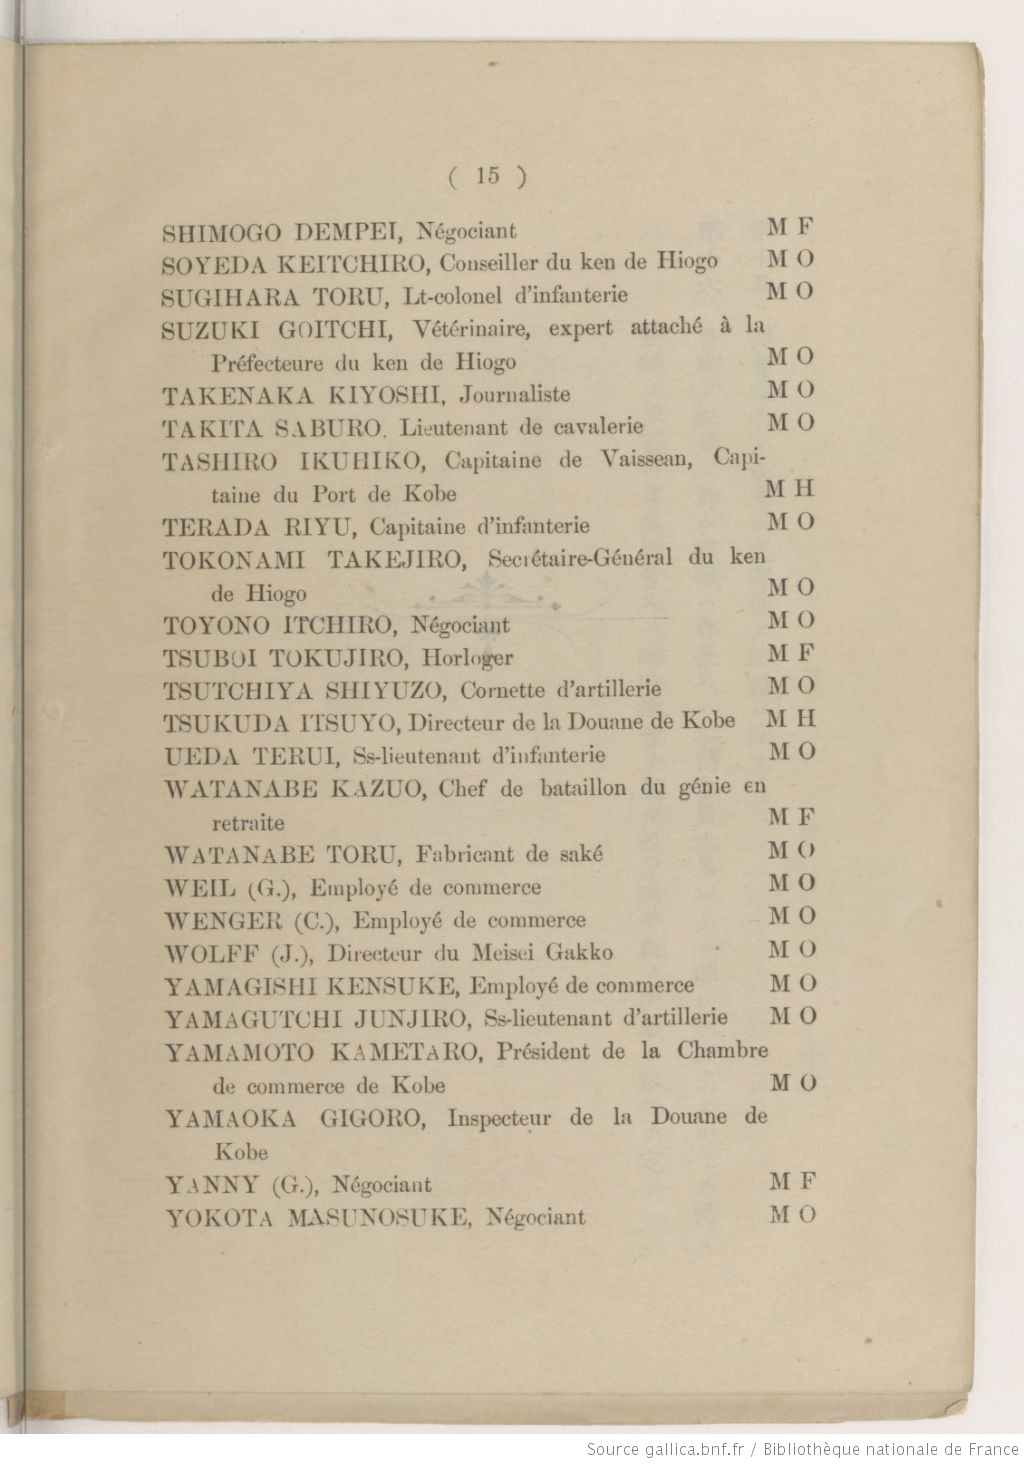 ( 15 )
SHIMOGO DEMPEI, Négociant M F
SOYEDA KEITCHIRO, Conseiller du ken de Hiogo M O
SUGIHARA TORU, Lt-colonel d'infanterie M O
SUZUKI GOITCHI, Vétérinaire, expert attaché à la
Préfecteure du ken de Hiogo M O
TAKENAKA KIYOSHI, Journaliste M O
TAKITA SABURO. Lieutenant de cavalerie M O
TASHIRO IKUHIKO, Capitaine de Vaissean, Capi-
taine du Port de Kobe M H
TERADA RIYU, Capitaine d'infanterie M O
TOKONAMI TAKEJIRO, Secrétaire-Général du ken
de Hiogo M O
TOYONO ITCHIRO, Négociant M O
TSUBOI TOKUJIRO, Horloger M F
TSUTCHIYA SHIYUZO, Cornette d'artillerie M O
TSUKUDA ITSUYO, Directeur de la Douane de Kobe M H
UEDA TERUI, Ss-lieutenant d'infanterie M O
WATANABE KAZUO, Chef de bataillon du génie en
retraite M F
WATANABE TORU, Fabricant de saké M O
WEIL (G.), Employé de commerce M O
WENGER (C.), Employé de commerce M O
WOLFF (J.), Directeur du Meisei Gakko M O
YAMAGISHI KENSUKE, Employé de commerce M O
YAMAGUTCHI JUNJIRO, Ss-lieutenant d'artillerie M O
YAMAMOTO KAMETARO, Président de la Chambre
de commerce de Kobe M O
YAMAOKA GIGORO, Inspecteur de la Douane de
Kobe
YANNY (G.), Négociant M F
YOKOTA MASUNOSUKE, Négociant M O
Source gallica.bnf.fr / Bibliothèque nationale de France